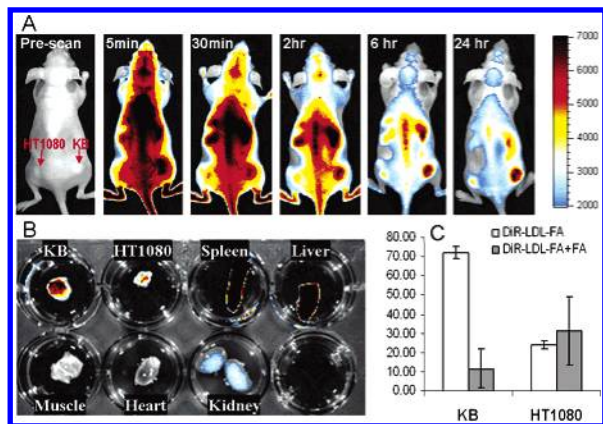 A
Pre-scan
5min
30min
2hr
6 hr
24 hr
HT1080
KB
7000
6000
5000
4000
3000
2000
B
KB
HT1080
Spleen
Liver
Muscle
Heart
Kidney
C
DiR-LDL-FA
DiR-LDL-FA+FA
80.00
70.00
60.00
50.00
40.00
30.00
20.00
10.00
0.00
KB
HT1080